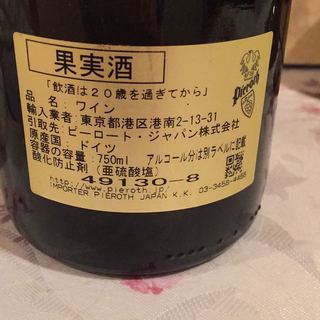 果実酒
Pieroth
「飲酒は20歳を過ぎてから」
品名:ワイン
輸入業者:東京都港区港南2-13-31
引取先:ピーロート・ジャパン株式会社
原産国:ドイツ
容器の容量:750ml アルコール分は別ラベルに記載
酸化防止剤(亜硫酸塩)
49130-8
http://www.pieroth.jp/
IMPORTER PIEROTH JAPAN K.K. 03-3458-4455